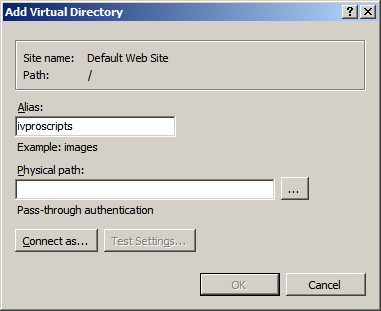 Add Virtual Directory
Site name: Default Web Site
Path: /
Alias:
ivproscripts
Example: images
Physical path:
...
Pass-through authentication
Connect as... Test Settings...
OK Cancel